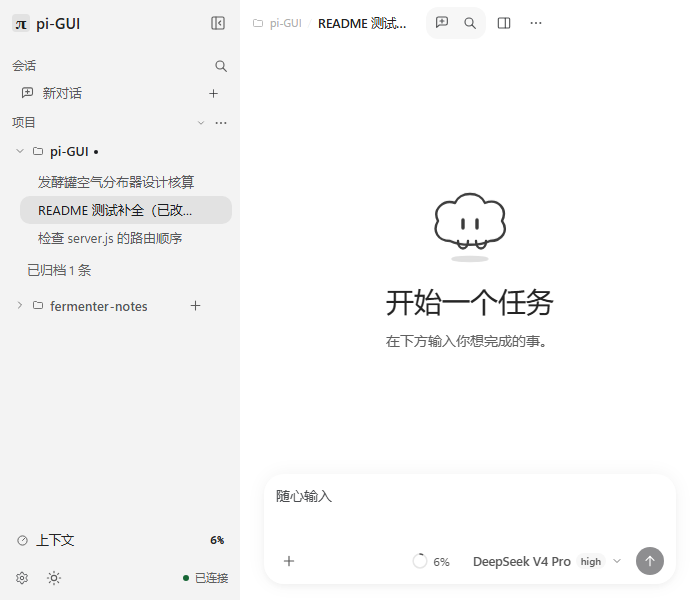 π pi-GUI
会话
新对话
项目
pi-GUI
发酵罐空气分布器设计核算
README 测试补全（已改...
检查 server.js 的路由顺序
已归档 1 条
fermenter-notes
上下文 6%
已连接
pi-GUI / README 测试...
开始一个任务
在下方输入你想完成的事。
随心输入
6% DeepSeek V4 Pro high